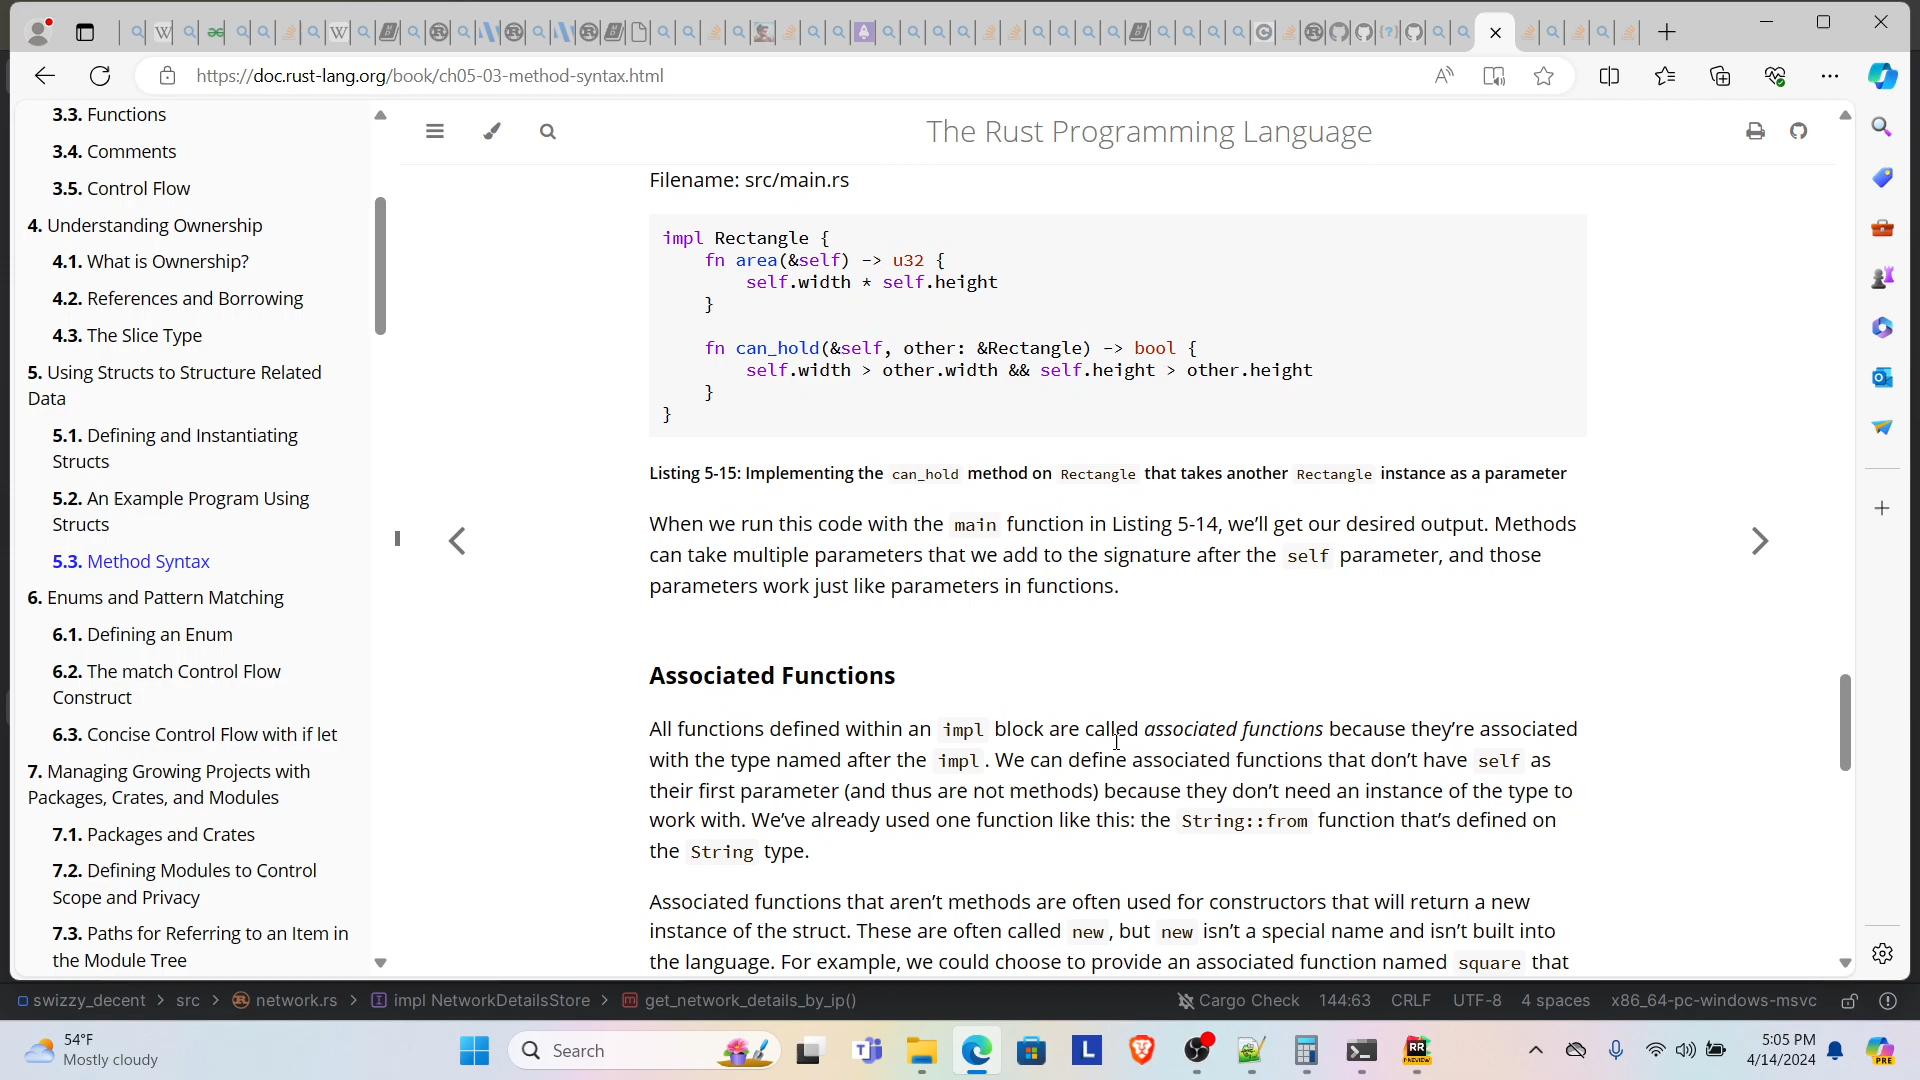 https://doc.rust-lang.org/book/ch05-03-method-syntax.html
3.3. Functions
3.4. Comments
3.5. Control Flow
4. Understanding Ownership
4.1. What is Ownership?
4.2. References and Borrowing
4.3. The Slice Type
5. Using Structs to Structure Related
Data
5.1. Defining and Instantiating
Structs
5.2. An Example Program Using
Structs
5.3. Method Syntax
6. Enums and Pattern Matching
6.1. Defining an Enum
6.2. The match Control Flow
Construct
6.3. Concise Control Flow with if let
7. Managing Growing Projects with
Packages, Crates, and Modules
7.1. Packages and Crates
7.2. Defining Modules to Control
Scope and Privacy
7.3. Paths for Referring to an Item in
the Module Tree
The Rust Programming Language
Filename: src/main.rs
impl Rectangle {
    fn area(&self) -> u32 {
        self.width * self.height
    }

    fn can_hold(&self, other: &Rectangle) -> bool {
        self.width > other.width && self.height > other.height
    }
}
Listing 5-15: Implementing the can_hold method on Rectangle that takes another Rectangle instance as a parameter
When we run this code with the main function in Listing 5-14, we’ll get our desired output. Methods
can take multiple parameters that we add to the signature after the self parameter, and those
parameters work just like parameters in functions.
Associated Functions
All functions defined within an impl block are called associated functions because they’re associated
with the type named after the impl. We can define associated functions that don’t have self as
their first parameter (and thus are not methods) because they don’t need an instance of the type to
work with. We’ve already used one function like this: the String::from function that’s defined on
the String type.
Associated functions that aren’t methods are often used for constructors that will return a new
instance of the struct. These are often called new, but new isn’t a special name and isn’t built into
the language. For example, we could choose to provide an associated function named square that
swizzy_decent > src > network.rs > impl NetworkDetailsStore > get_network_details_by_ip()
Cargo Check 144:63 CRLF UTF-8 4 spaces x86_64-pc-windows-msvc
54°F
Mostly cloudy
Search
5:05 PM
4/14/2024